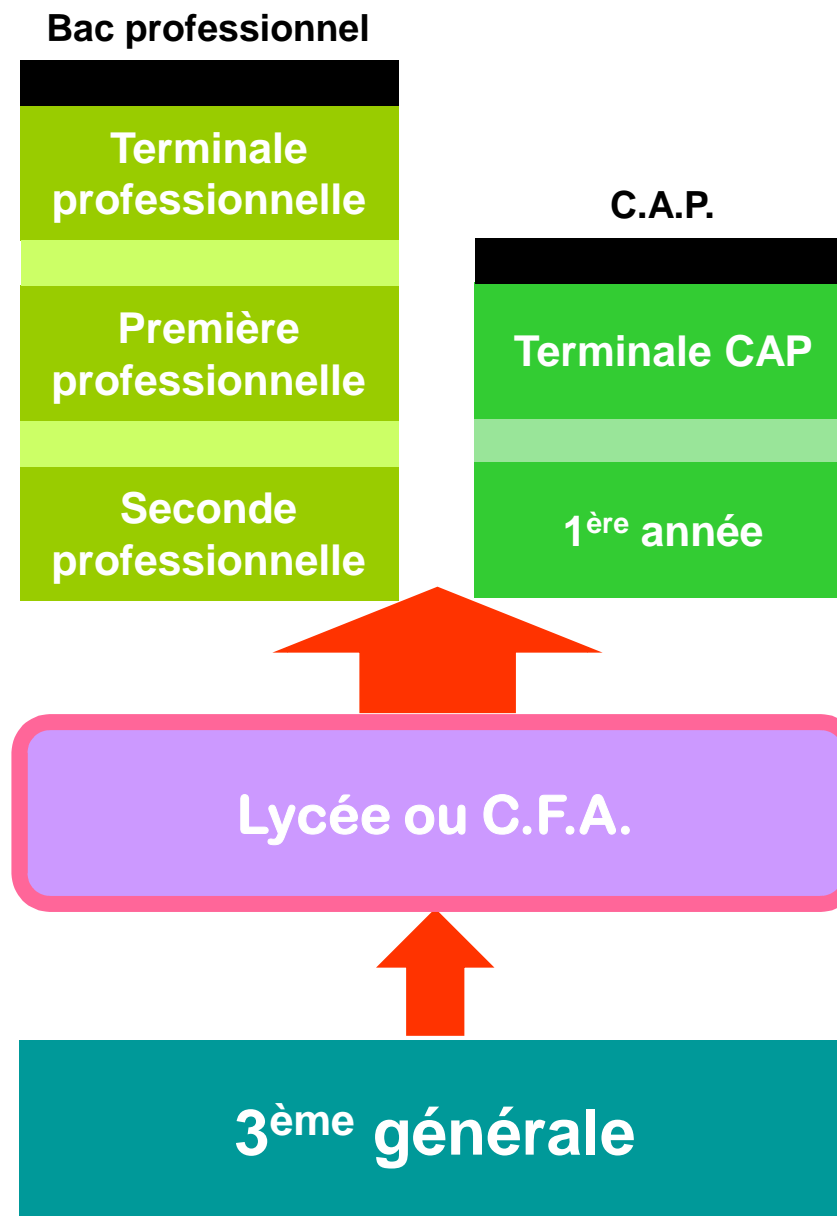 Bac professionnel
Terminale
professionnelle
Première
professionnelle
Seconde
professionnelle
C.A.P.
Terminale CAP
1ère année
Lycée ou C.F.A.
3ème générale